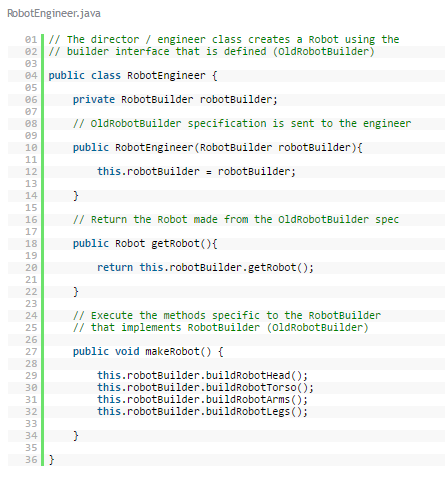 RobotEngineer.java
01 // The director / engineer class creates a Robot using the
02 // builder interface that is defined (OldRobotBuilder)
03
04 public class RobotEngineer {
05
06     private RobotBuilder robotBuilder;
07
08     // OldRobotBuilder specification is sent to the engineer
09
10     public RobotEngineer(RobotBuilder robotBuilder){
11
12         this.robotBuilder = robotBuilder;
13
14     }
15
16     // Return the Robot made from the OldRobotBuilder spec
17
18     public Robot getRobot(){
19
20         return this.robotBuilder.getRobot();
21
22     }
23
24     // Execute the methods specific to the RobotBuilder
25     // that implements RobotBuilder (OldRobotBuilder)
26
27     public void makeRobot() {
28
29         this.robotBuilder.buildRobotHead();
30         this.robotBuilder.buildRobotTorso();
31         this.robotBuilder.buildRobotArms();
32         this.robotBuilder.buildRobotLegs();
33
34     }
35
36 }